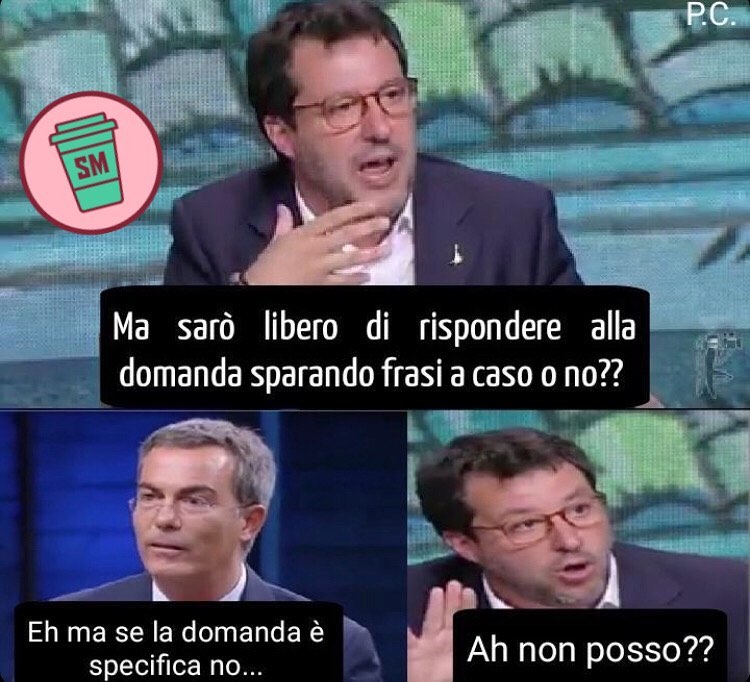 P.C.
SM
Ma sarò libero di rispondere alla
domanda sparando frasi a caso o no??
Eh ma se la domanda è
specifica no...
Ah non posso??